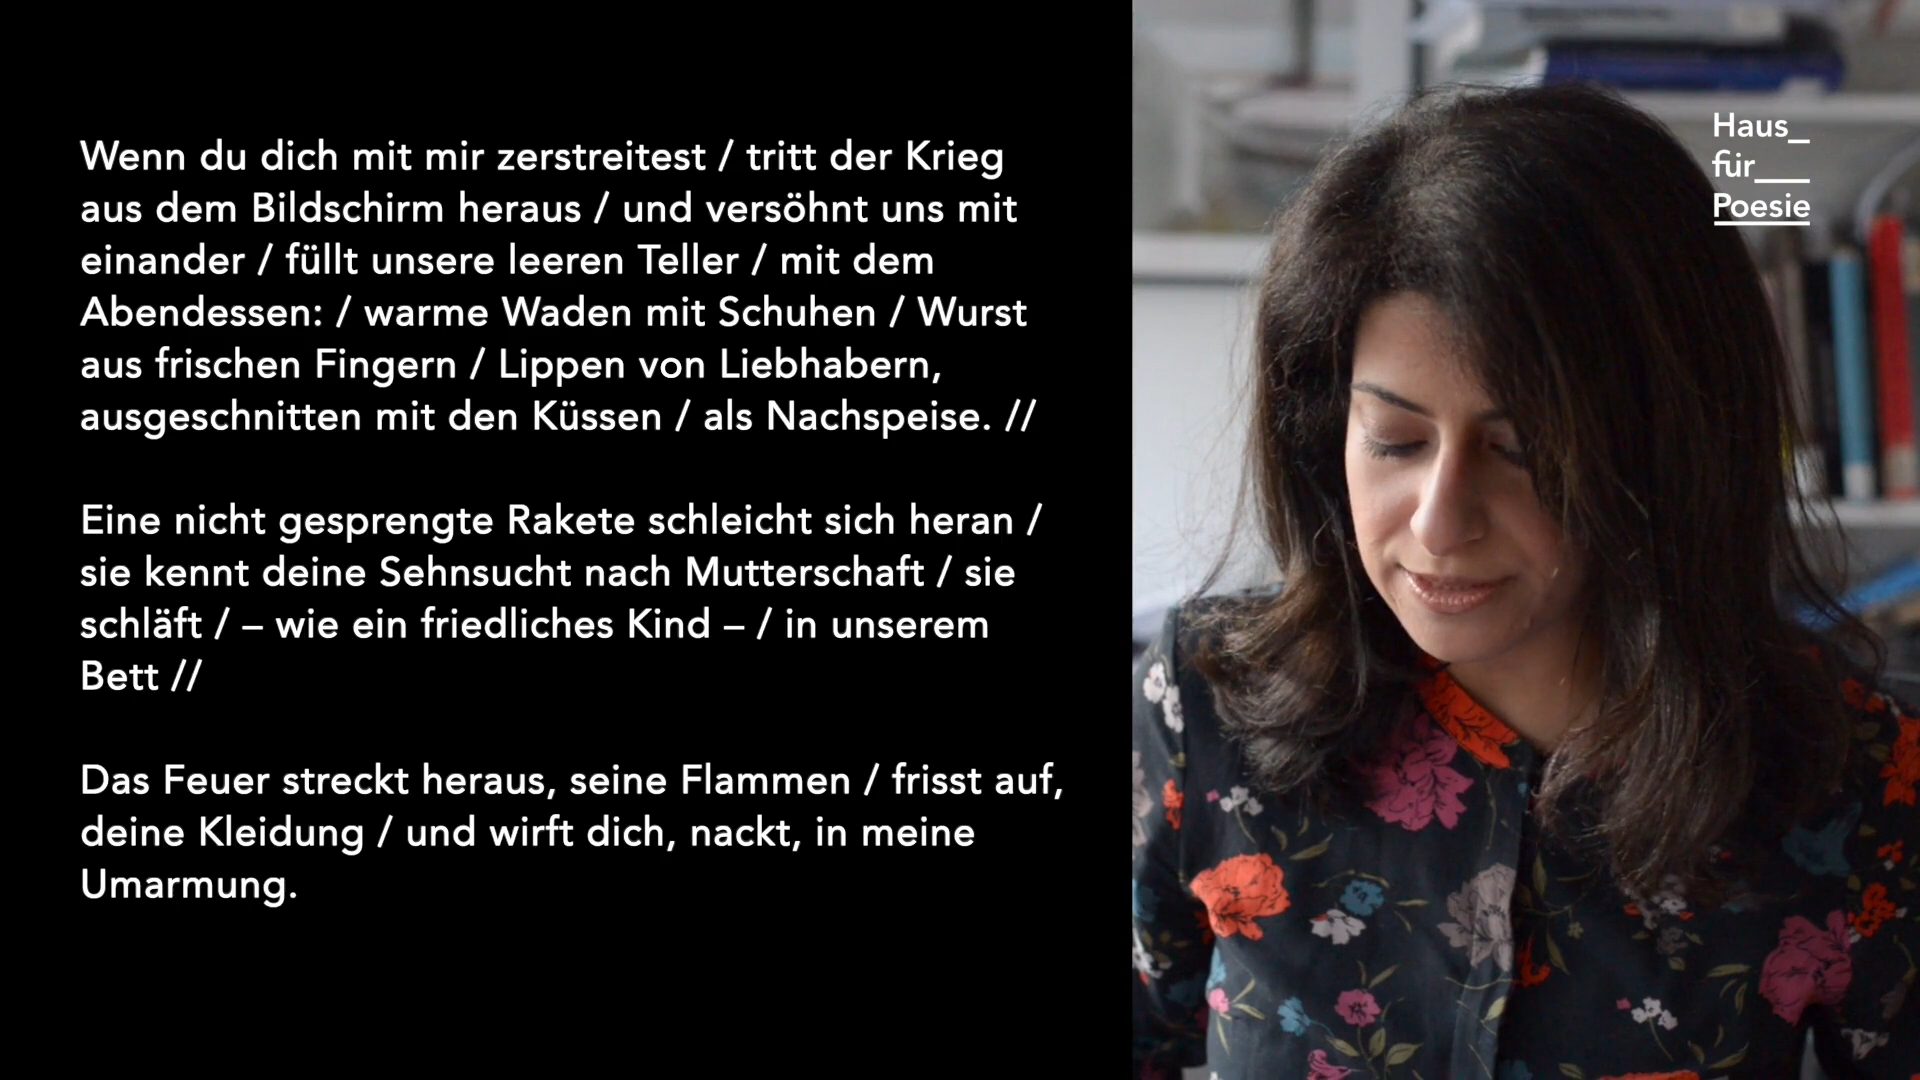 Wenn du dich mit mir zerstreitest / tritt der Krieg
aus dem Bildschirm heraus / und versöhnt uns mit
einander / füllt unsere leeren Teller / mit dem
Abendessen: / warme Waden mit Schuhen / Wurst
aus frischen Fingern / Lippen von Liebhabern,
ausgeschnitten mit den Küssen / als Nachspeise. //
Eine nicht gesprengte Rakete schleicht sich heran /
sie kennt deine Sehnsucht nach Mutterschaft / sie
schläft / – wie ein friedliches Kind – / in unserem
Bett //
Das Feuer streckt heraus, seine Flammen / frisst auf,
deine Kleidung / und wirft dich, nackt, in meine
Umarmung.
Haus_
für__
Poesie